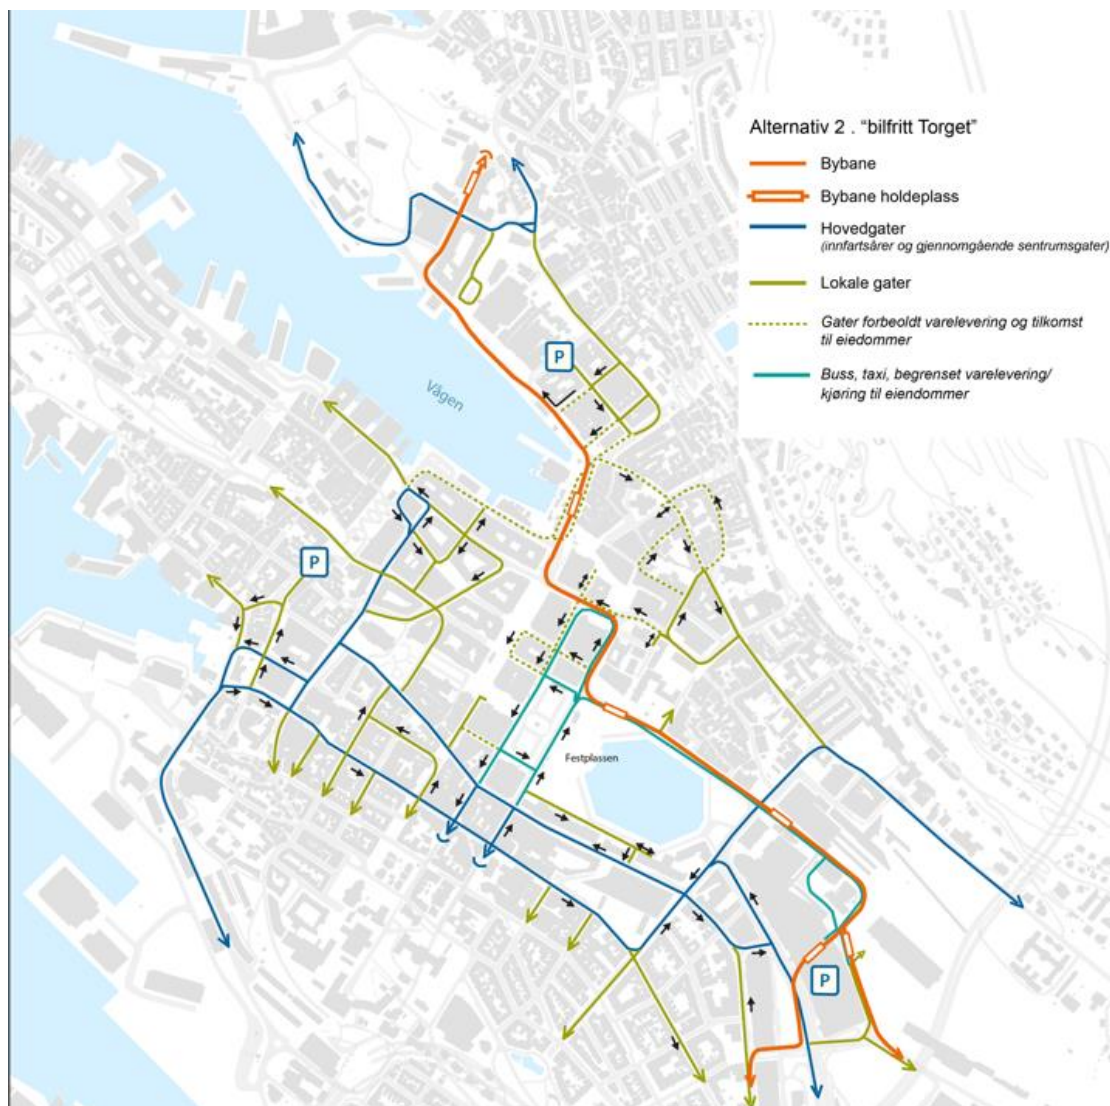 Alternativ 2 . “bilfritt Torget”
Bybane
Bybane holdeplass
Hovedgater
(innfartsårer og gjennomgående sentrumsgater)
Lokale gater
Gater forbeoldt varelevering og tilkomst
til eiedommer
Buss, taxi, begrenset varelevering/
kjøring til eiendommer
P
Vågen
P
Festplassen
P